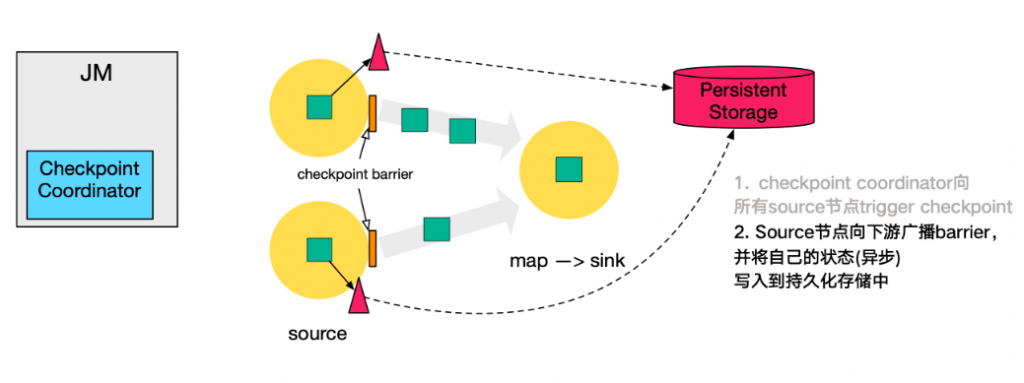 JM
Checkpoint
Coordinator
checkpoint barrier
source
map —> sink
Persistent
Storage
1. checkpoint coordinator向
所有source节点trigger checkpoint
2. Source节点向下游广播barrier，
并将自己的状态(异步)
写入到持久化存储中